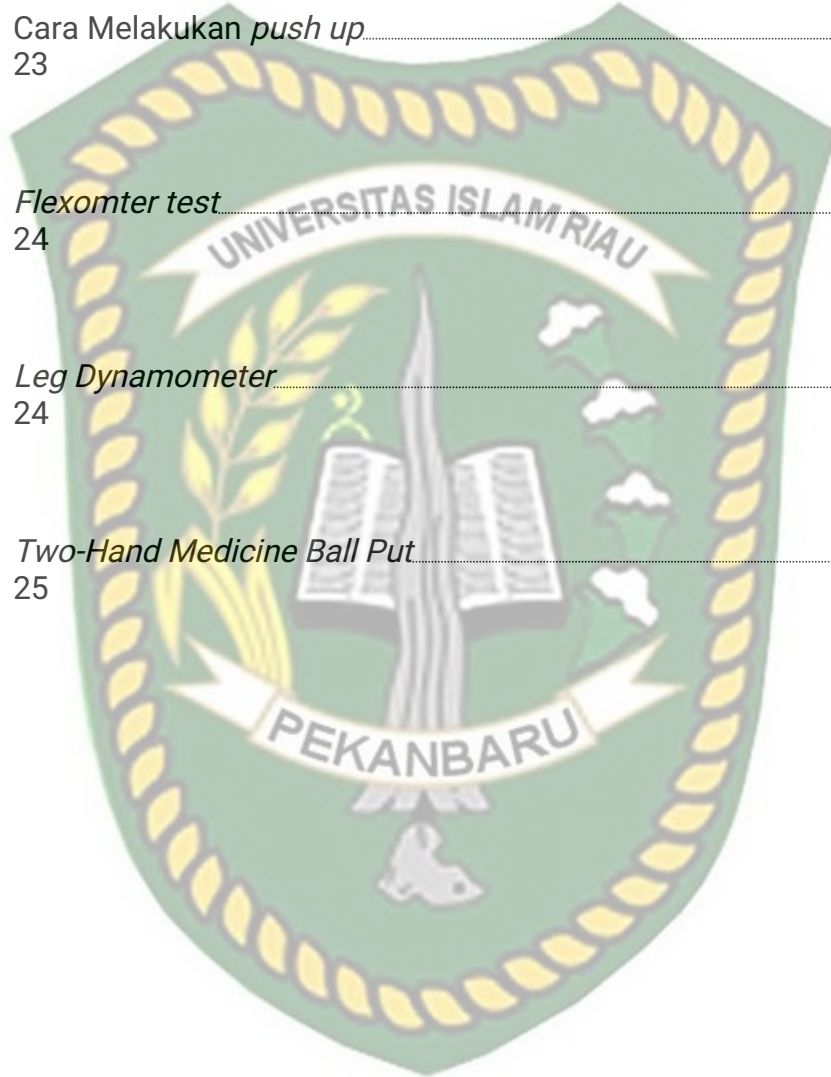 Cara Melakukan push up
23
Flexomter test
24
UNIVERSITAS ISLAM RIAU
Leg Dynamometer
24
Two-Hand Medicine Ball Put
25
PEKANBARU